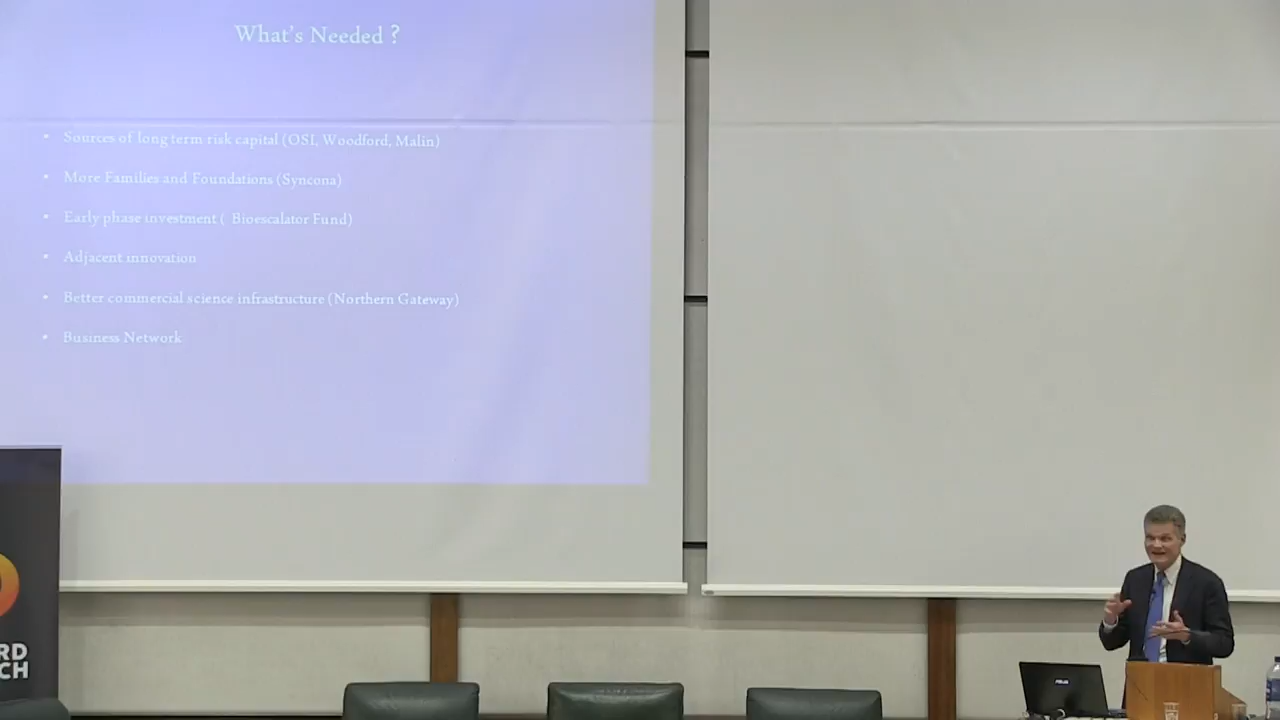 What's Needed ?
• Sources of long term risk capital (OSI, Woodford, Malin)
• More Families and Foundations (Syncona)
• Early phase investment ( Bioescalator Fund)
• Adjacent innovation
• Better commercial science infrastructure (Northern Gateway)
• Business Network
RD
CH
ASUS